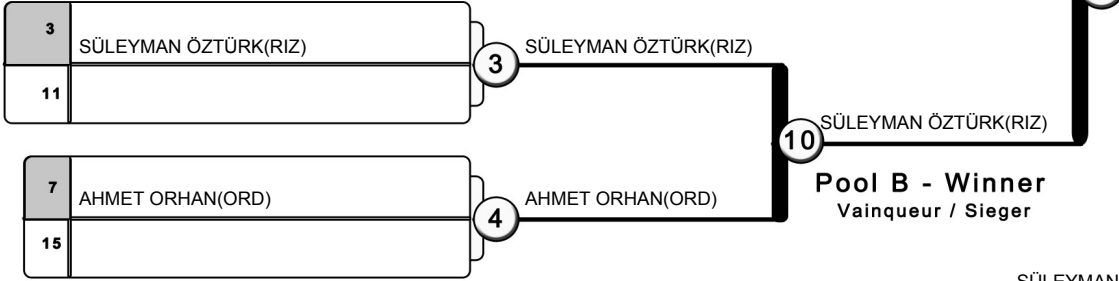 3
SÜLEYMAN ÖZTÜRK(RIZ)
11
3
SÜLEYMAN ÖZTÜRK(RIZ)
7
AHMET ORHAN(ORD)
15
4
AHMET ORHAN(ORD)
10
SÜLEYMAN ÖZTÜRK(RIZ)
Pool B - Winner
Vainqueur / Sieger
SÜLEYMAN